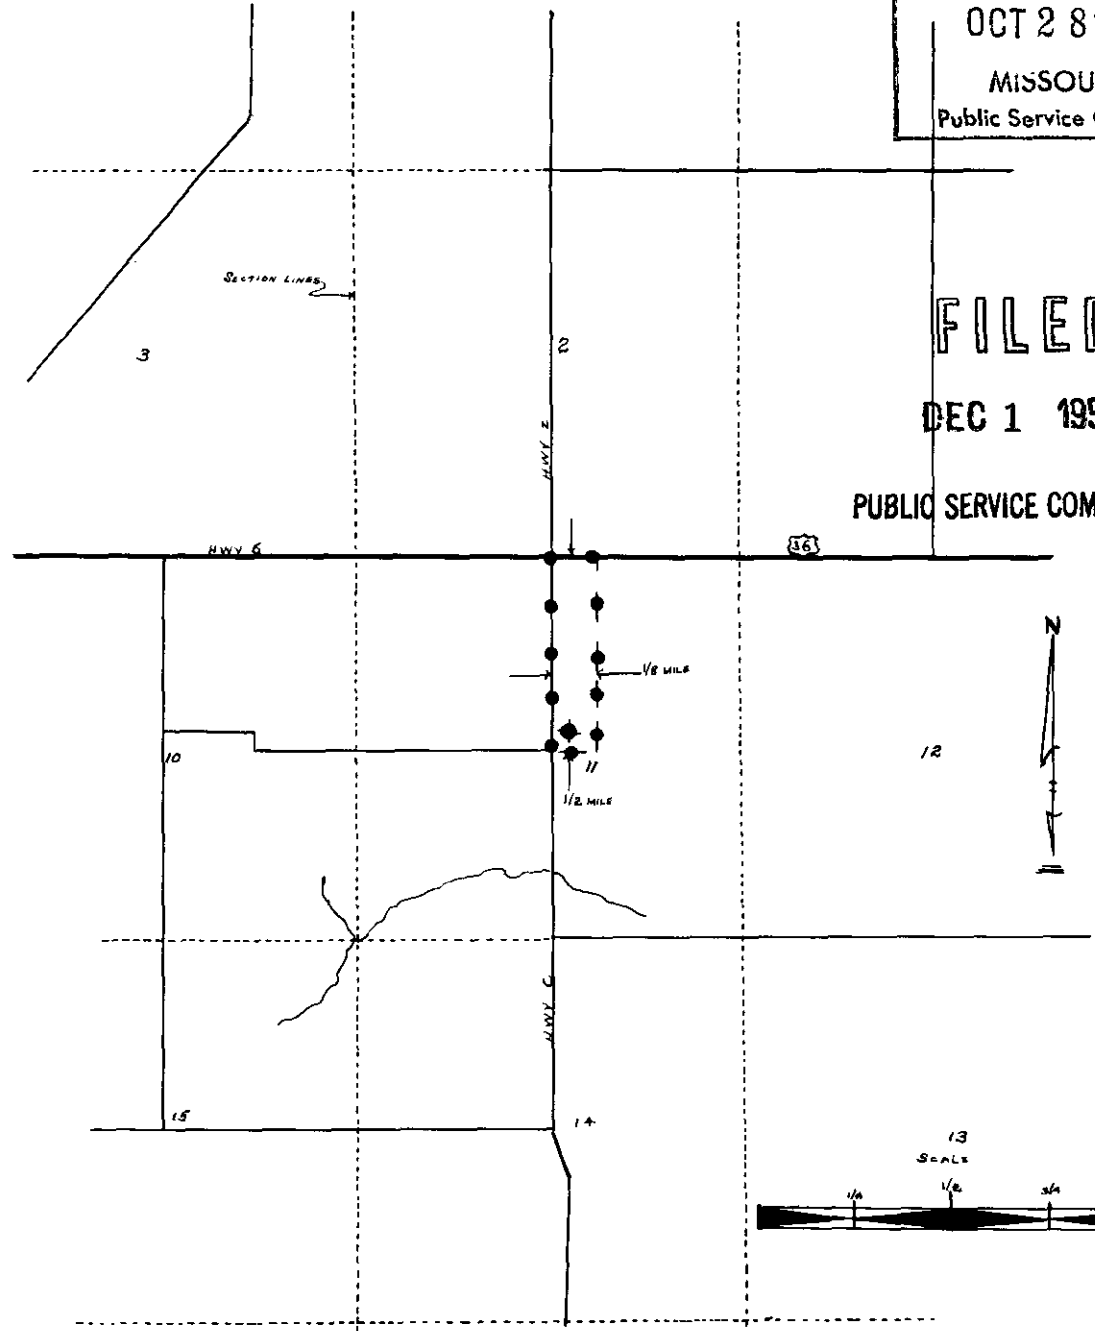 OCT 28
MISSOU
Public Service
SECTION LINES
3
2
FILE
HWY Z
DEC 1 195
PUBLIC SERVICE COM
HWY 6
36
N
1/8 MILE
10
11
12
1/2 MILE
HWY C
15
14
13
SCALE
1/4
1/2
3/4